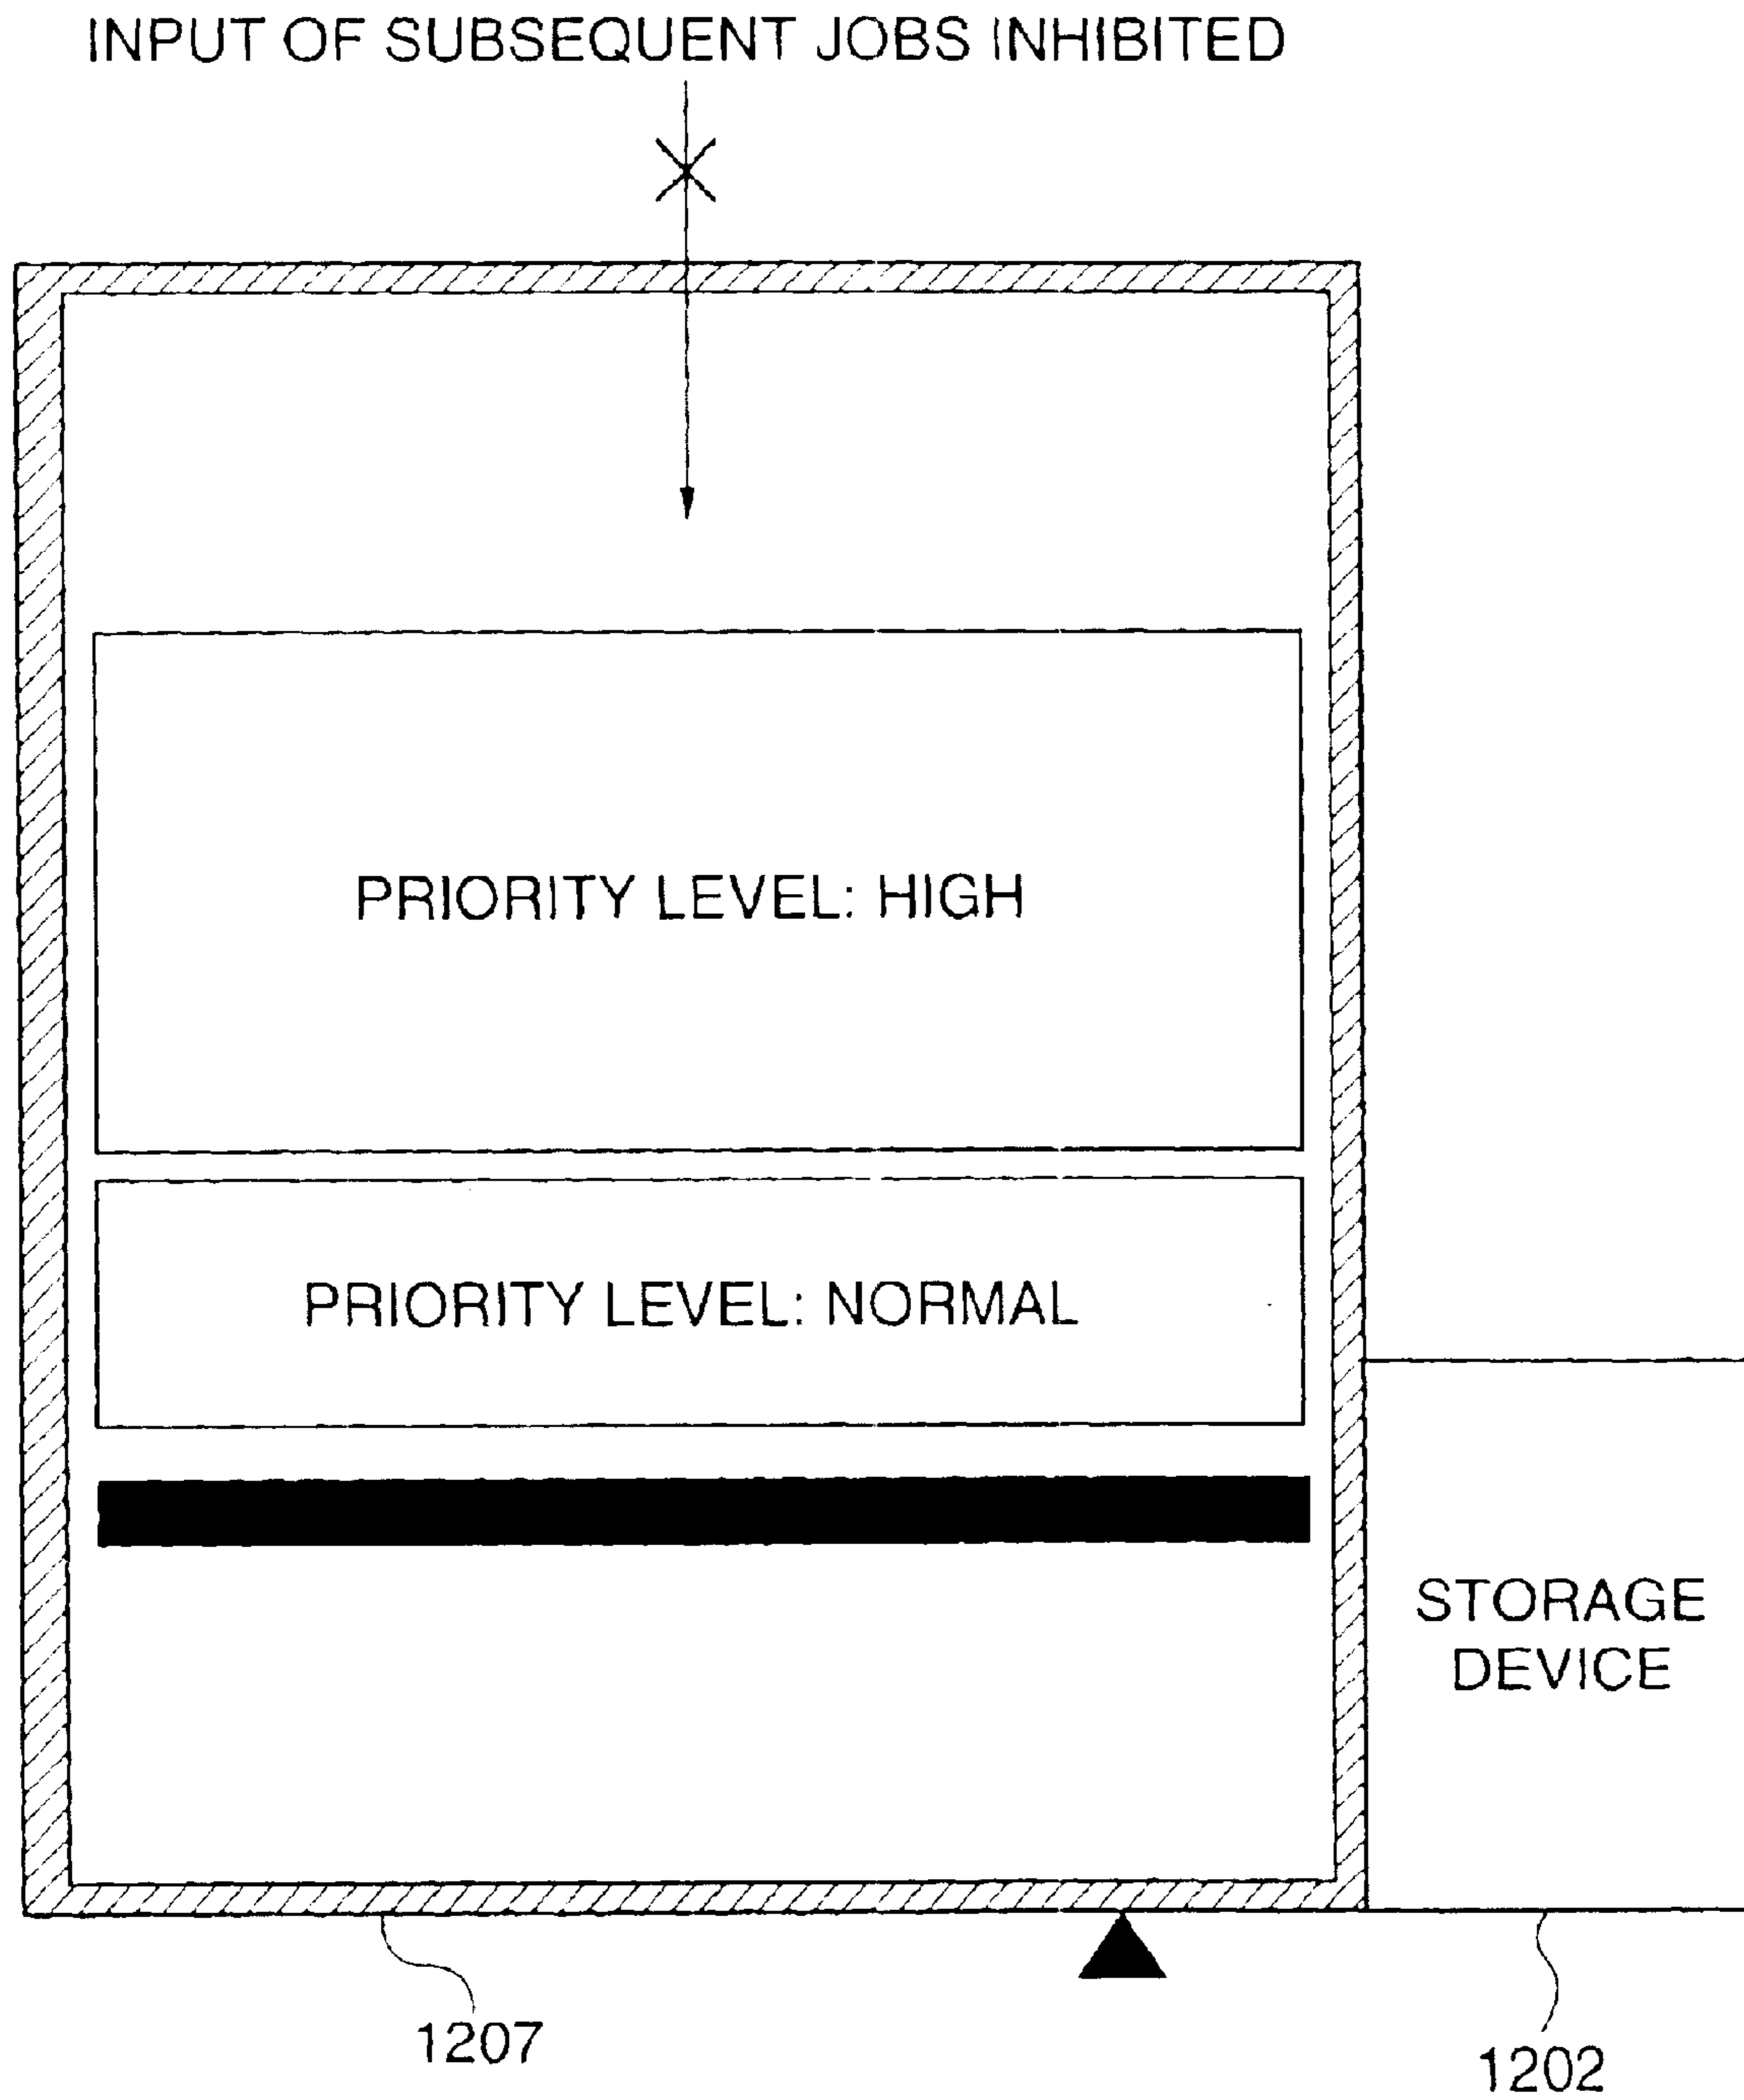 INPUT OF SUBSEQUENT JOBS INHIBITED
PRIORITY LEVEL: HIGH
PRIORITY LEVEL: NORMAL
STORAGE
DEVICE
1207
1202